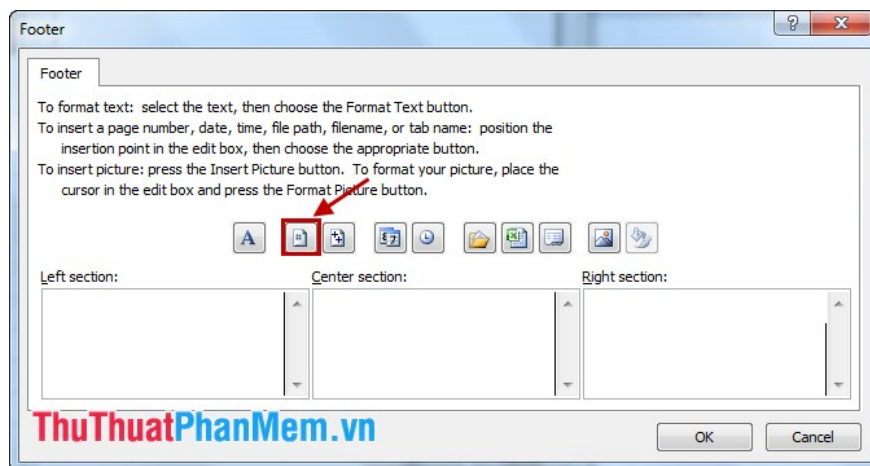 Footer
Footer
To format text: select the text, then choose the Format Text button.
To insert a page number, date, time, file path, filename, or tab name: position the
insertion point in the edit box, then choose the appropriate button.
To insert picture: press the Insert Picture button. To format your picture, place the
cursor in the edit box and press the Format Picture button.
Left section:
Center section:
Right section:
ThuThuatPhanMem.vn
OK
Cancel